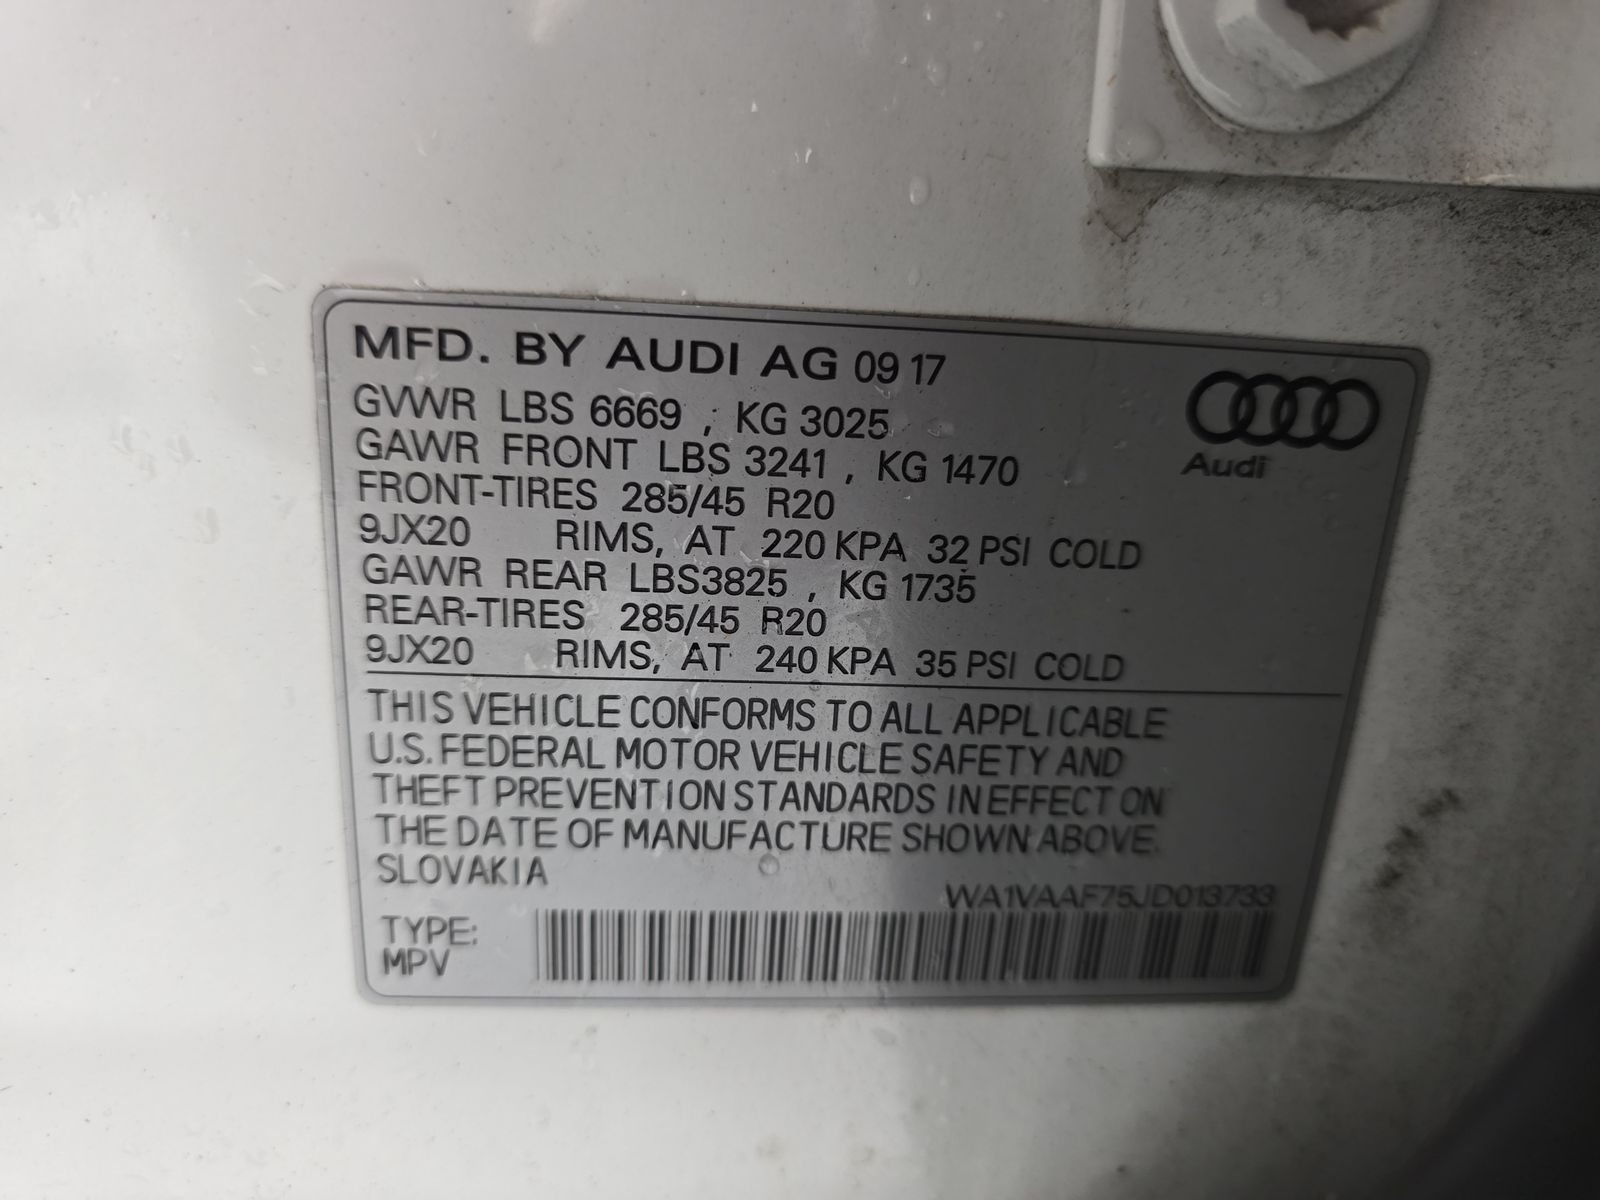 MFD. BY AUDI AG 09 17
GVWR LBS 6669 , KG 3025
GAWR FRONT LBS 3241 , KG 1470
FRONT-TIRES 285/45 R20
9JX20 RIMS, AT 220 KPA 32 PSI COLD
GAWR REAR LBS3825 , KG 1735
REAR-TIRES 285/45 R20
9JX20 RIMS, AT 240 KPA 35 PSI COLD
Audi
THIS VEHICLE CONFORMS TO ALL APPLICABLE
U.S. FEDERAL MOTOR VEHICLE SAFETY AND
THEFT PREVENTION STANDARDS IN EFFECT ON
THE DATE OF MANUFACTURE SHOWN ABOVE.
SLOVAKIA
WA1VAAF75JD013733
TYPE:
MPV